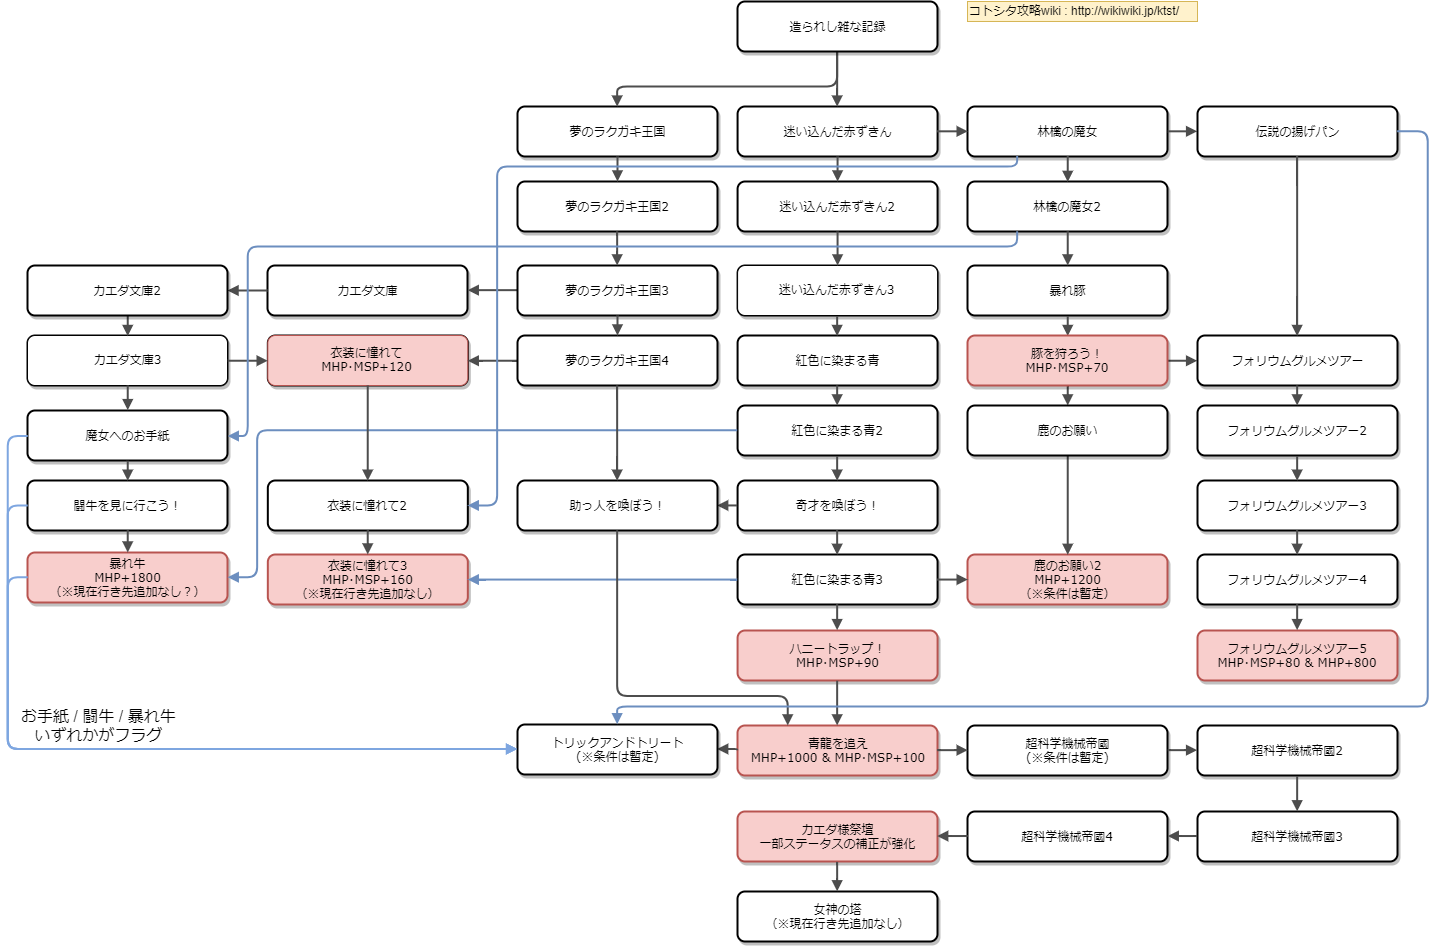 造られし雑な記録
コトシタ攻略wiki : http://wikiwiki.jp/ktst/
夢のラクガキ王国
迷い込んだ赤ずきん
林檎の魔女
伝説の揚げパン
夢のラクガキ王国2
迷い込んだ赤ずきん2
林檎の魔女2
カエダ文庫2
カエダ文庫
夢のラクガキ王国3
迷い込んだ赤ずきん3
暴れ豚
カエダ文庫3
衣装に憧れて
MHP･MSP+120
夢のラクガキ王国4
紅色に染まる青
豚を狩ろう！
MHP･MSP+70
フォリウムグルメツアー
魔女へのお手紙
紅色に染まる青2
鹿のお願い
フォリウムグルメツアー2
闘牛を見に行こう！
衣装に憧れて2
助っ人を喚ぼう！
奇才を喚ぼう！
フォリウムグルメツアー3
暴れ牛
MHP+1800
（※現在行き先追加なし？）
衣装に憧れて3
MHP･MSP+160
（※現在行き先追加なし）
紅色に染まる青3
鹿のお願い2
MHP+1200
（※条件は暫定）
フォリウムグルメツアー4
ハニートラップ！
MHP･MSP+90
フォリウムグルメツアー5
MHP･MSP+80 & MHP+800
お手紙 / 闘牛 / 暴れ牛
いずれかがフラグ
トリックアンドトリート
（※条件は暫定）
青龍を追え
MHP+1000 & MHP･MSP+100
超科学機械帝國
（※条件は暫定）
超科学機械帝國2
カエダ様祭壇
一部ステータスの補正が強化
超科学機械帝國4
超科学機械帝國3
女神の塔
（※現在行き先追加なし）